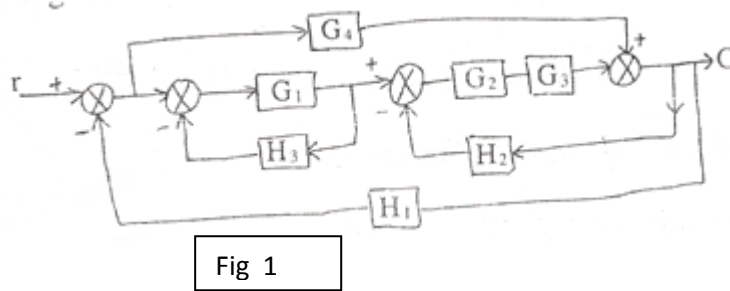 G₄
r + + + C
G₁ G₂ G₃
- - -
H₃ H₂
H₁
Fig 1